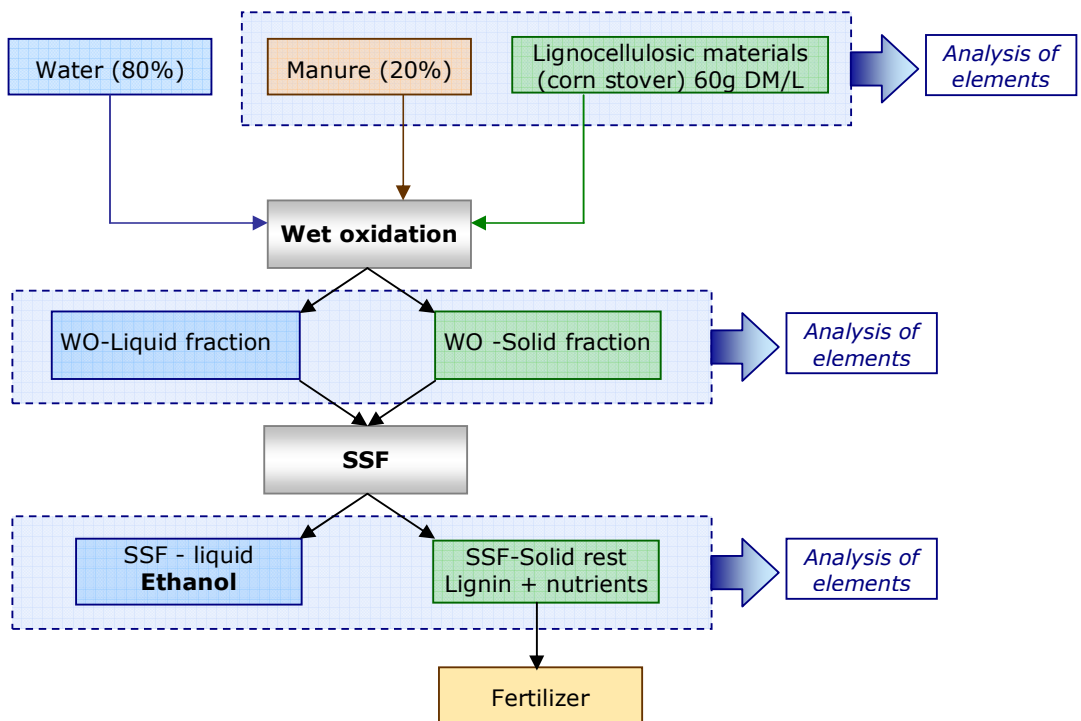 Water (80%)
Manure (20%)
Lignocellulosic materials
(corn stover) 60g DM/L
Analysis of
elements
Wet oxidation
WO-Liquid fraction
WO -Solid fraction
Analysis of
elements
SSF
SSF - liquid
Ethanol
SSF-Solid rest
Lignin + nutrients
Analysis of
elements
Fertilizer